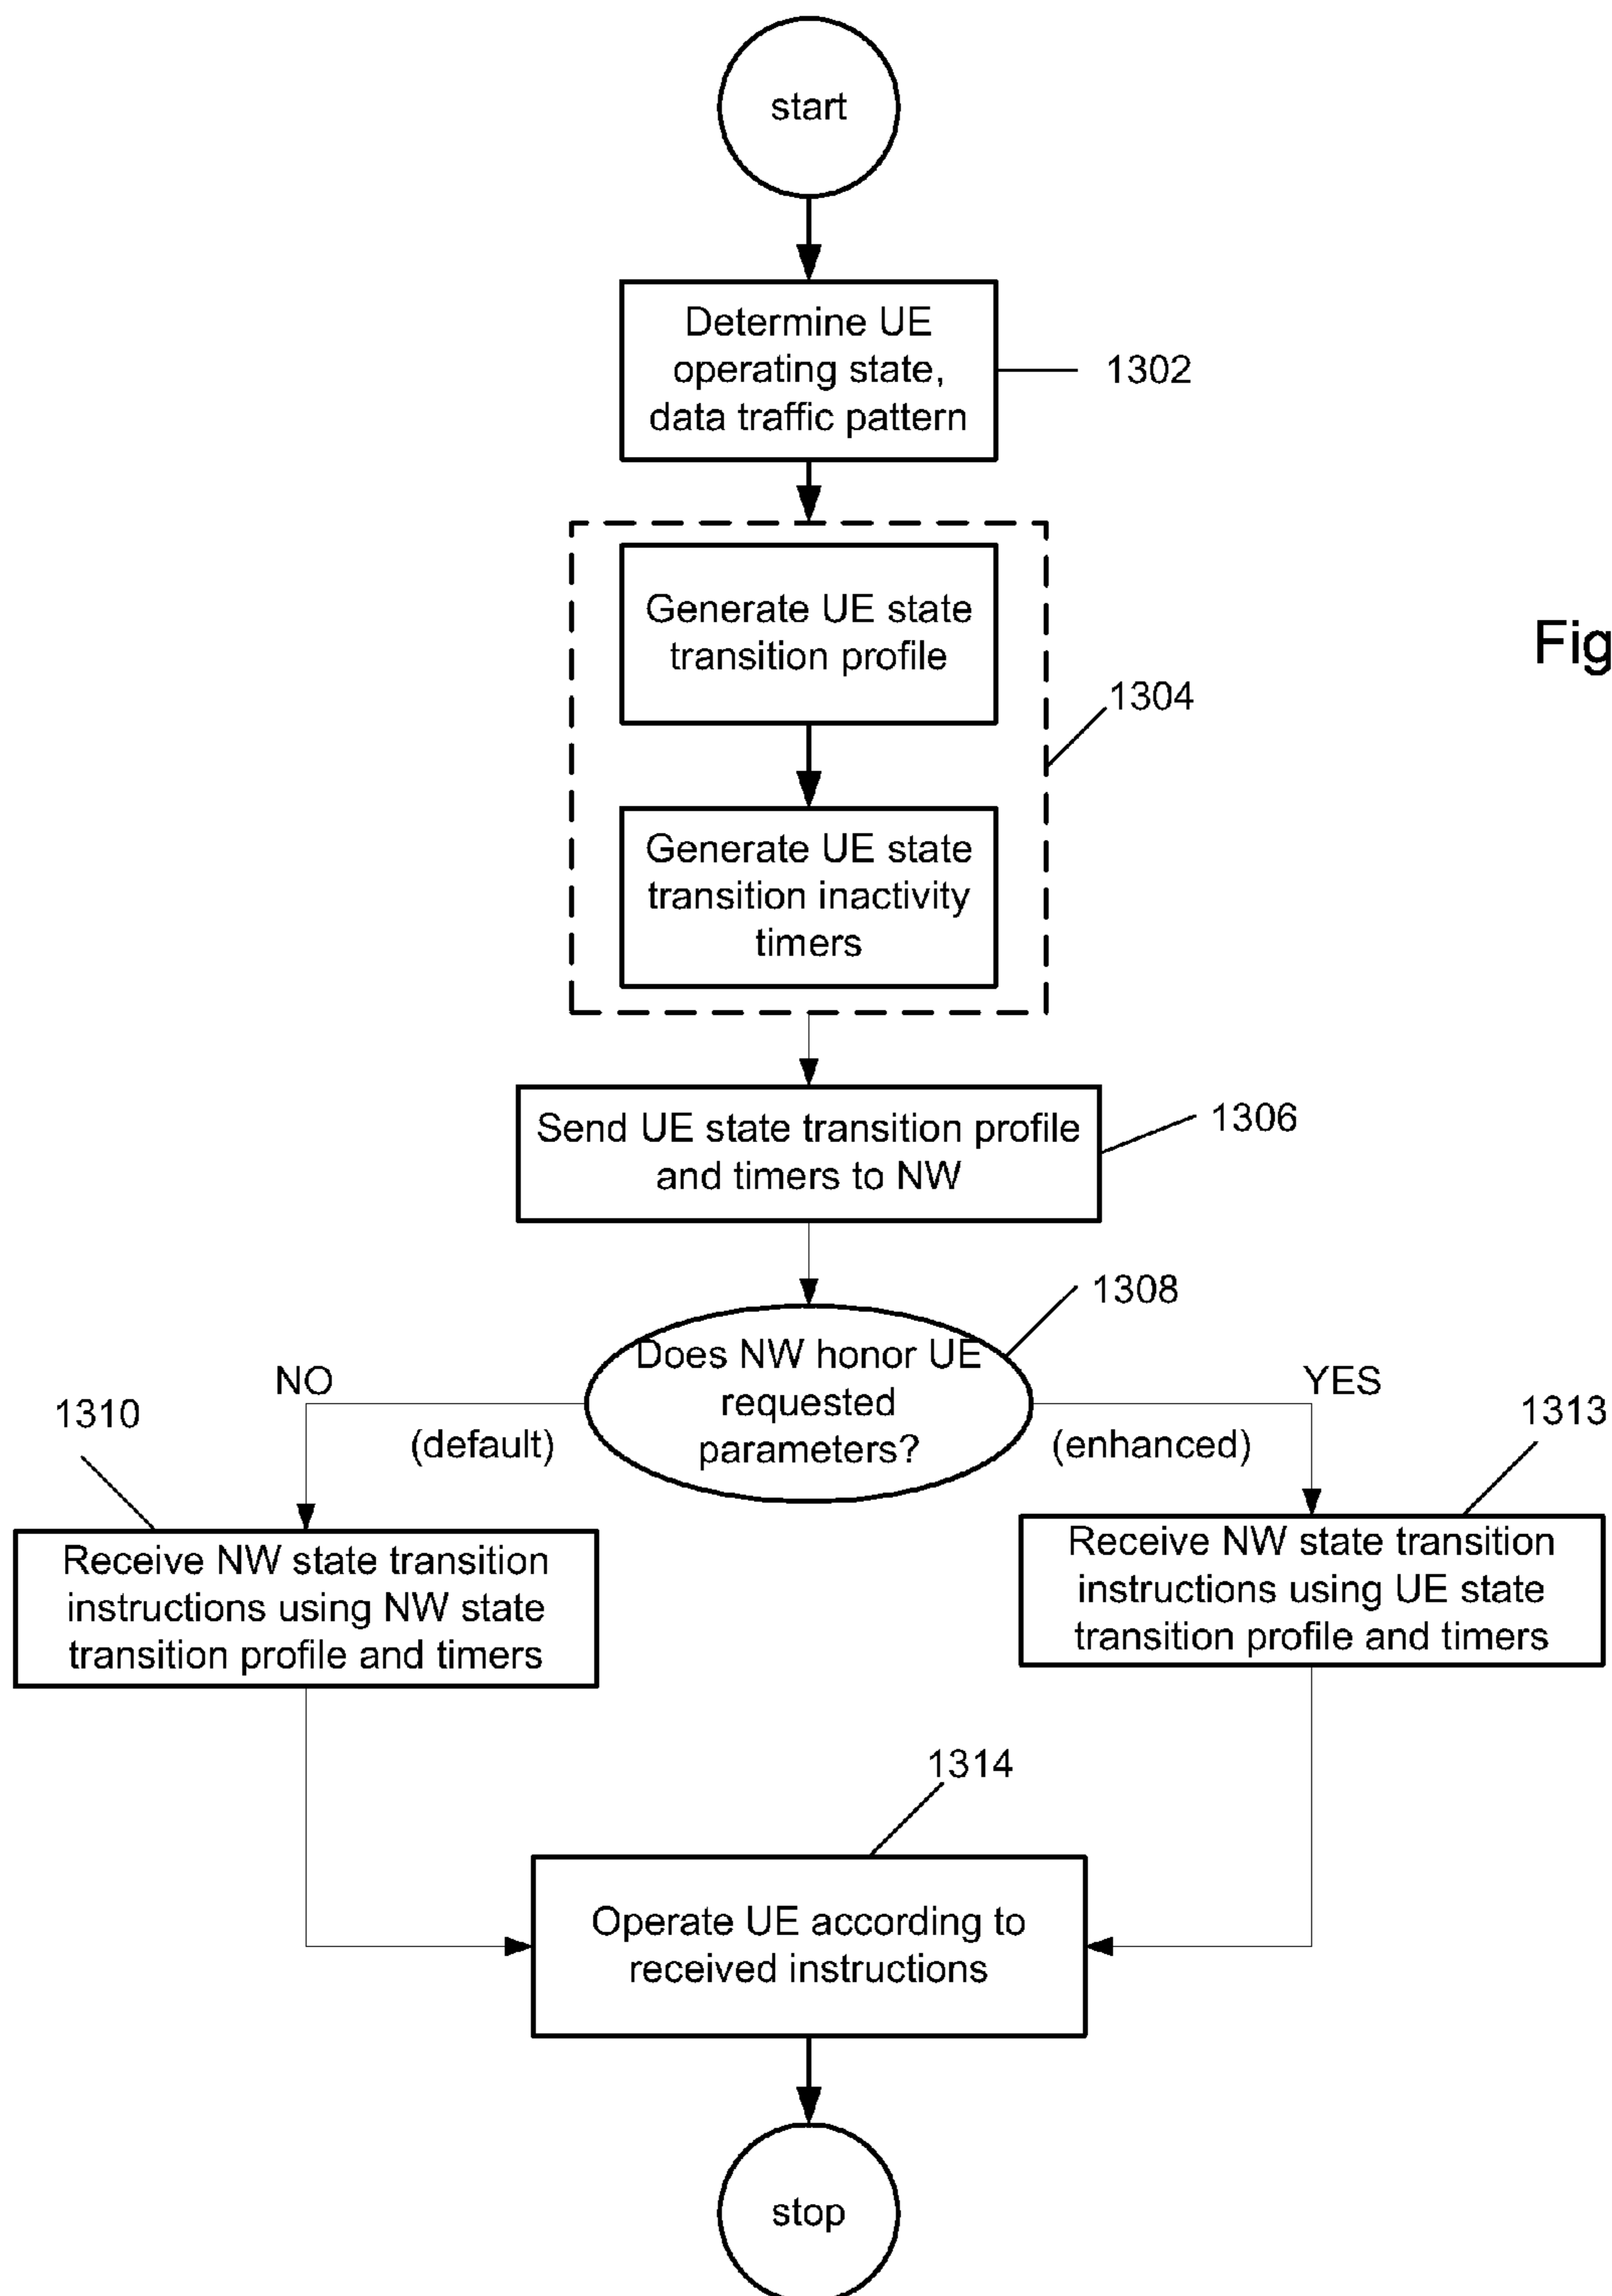 start
Determine UE
operating state,
data traffic pattern
1302
Generate UE state
transition profile
Fig
1304
Generate UE state
transition inactivity
timers
Send UE state transition profile
and timers to NW
1306
1308
Does NW honor UE
requested
parameters?
NO
(default)
YES
(enhanced)
1310
1313
Receive NW state transition
instructions using NW state
transition profile and timers
Receive NW state transition
instructions using UE state
transition profile and timers
1314
Operate UE according to
received instructions
stop